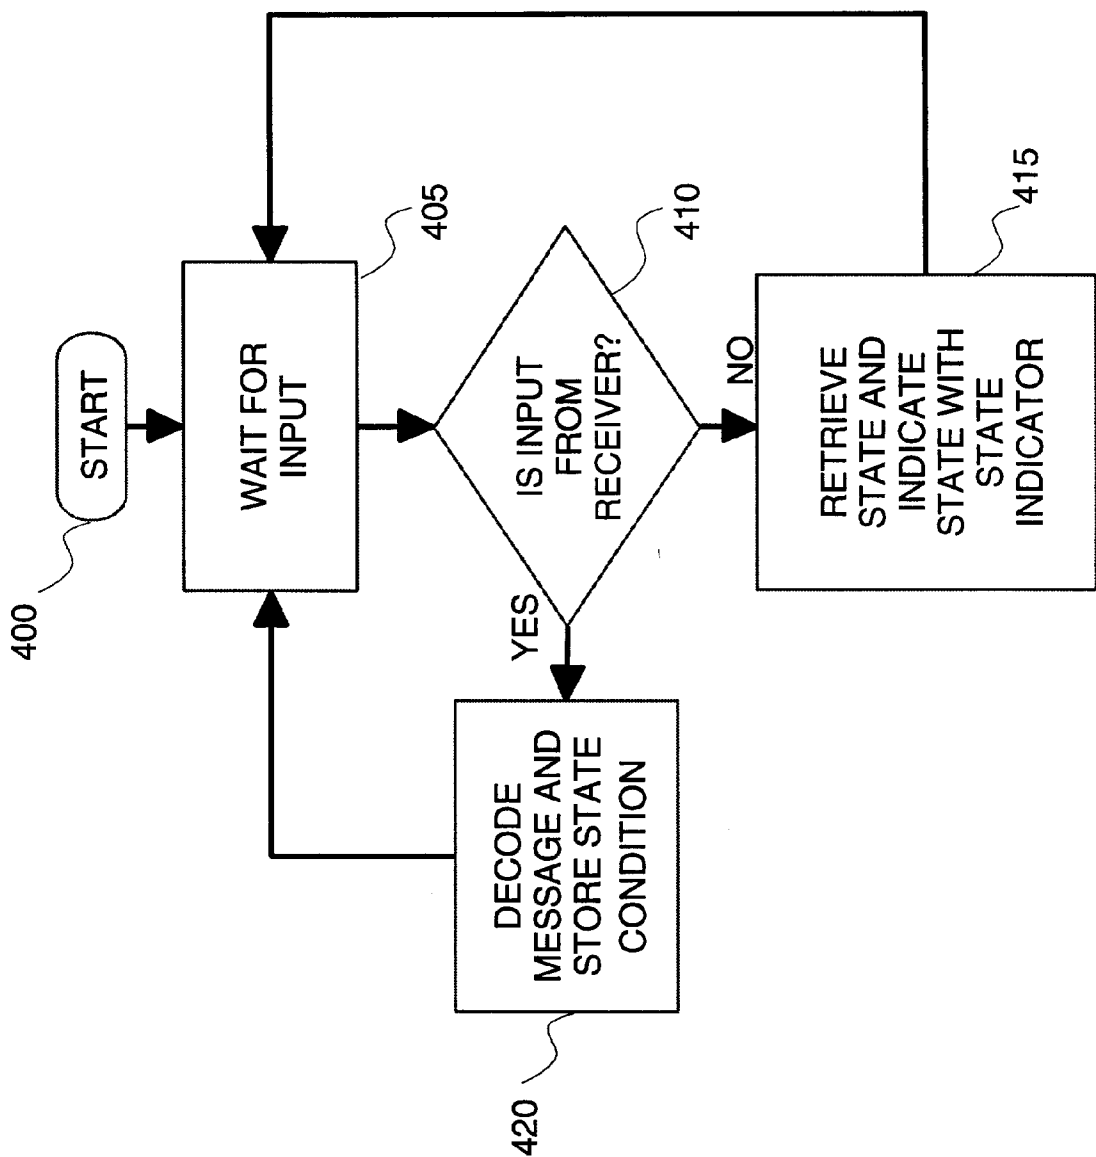 400
START
WAIT FOR
INPUT
405
IS INPUT
FROM
RECEIVER?
410
YES
NO
DECODE
MESSAGE AND
STORE STATE
CONDITION
420
RETRIEVE
STATE AND
INDICATE
STATE WITH
STATE
INDICATOR
415